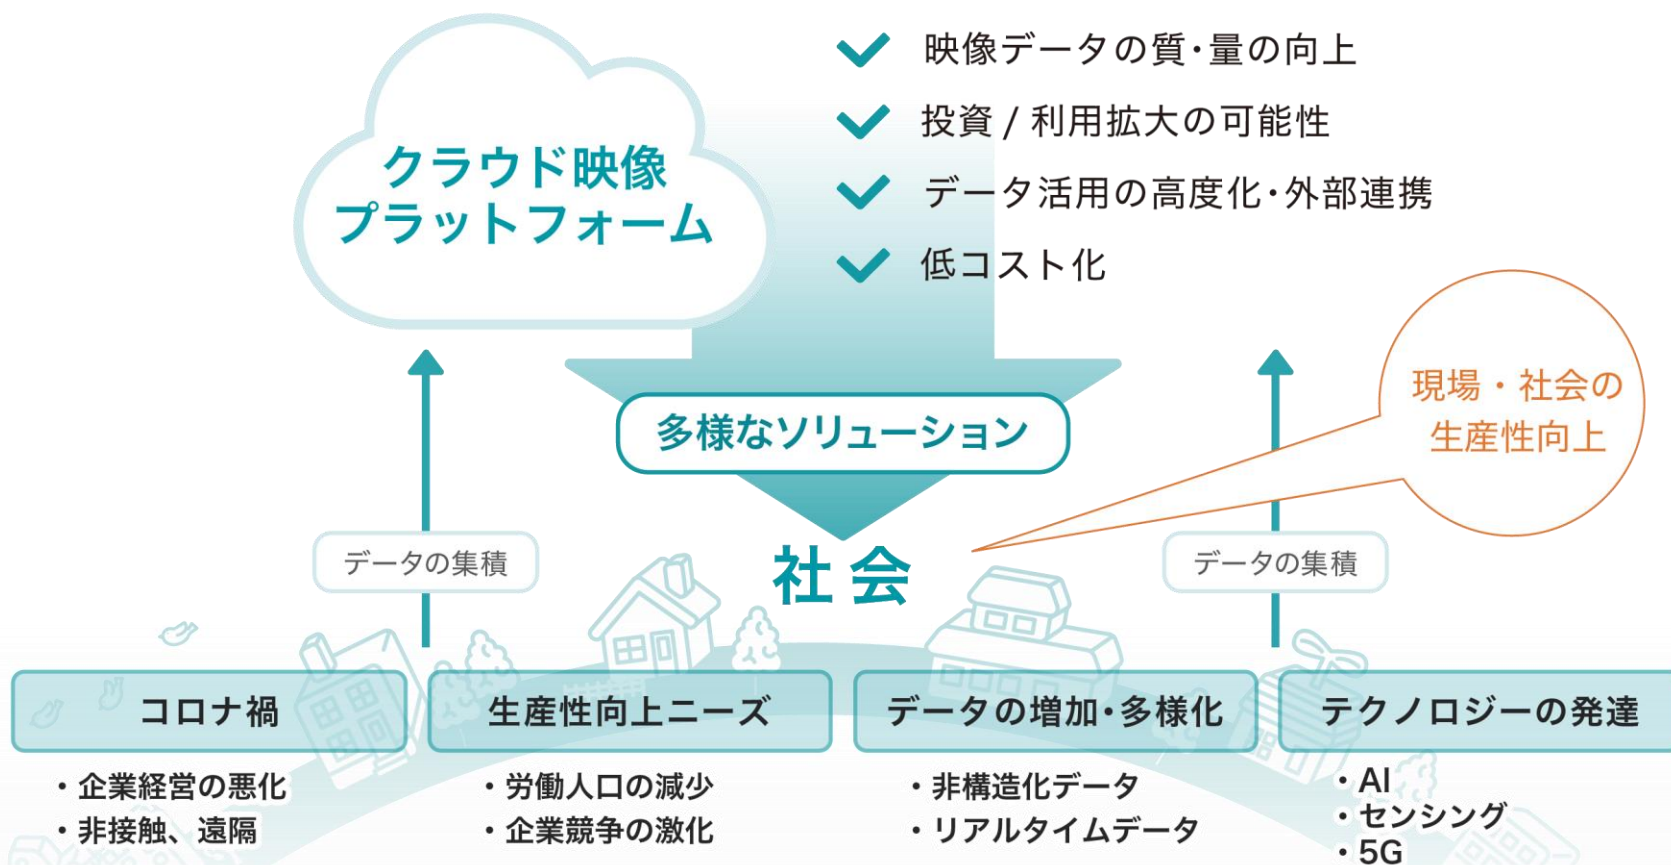 クラウド映像
プラットフォーム
映像データの質・量の向上
投資 / 利用拡大の可能性
データ活用の高度化・外部連携
低コスト化
多様なソリューション
現場・社会の
生産性向上
データの集積
データの集積
社会
コロナ禍
・企業経営の悪化
・非接触、遠隔
生産性向上ニーズ
・労働人口の減少
・企業競争の激化
データの増加・多様化
・非構造化データ
・リアルタイムデータ
テクノロジーの発達
・AI
・センシング
・5G